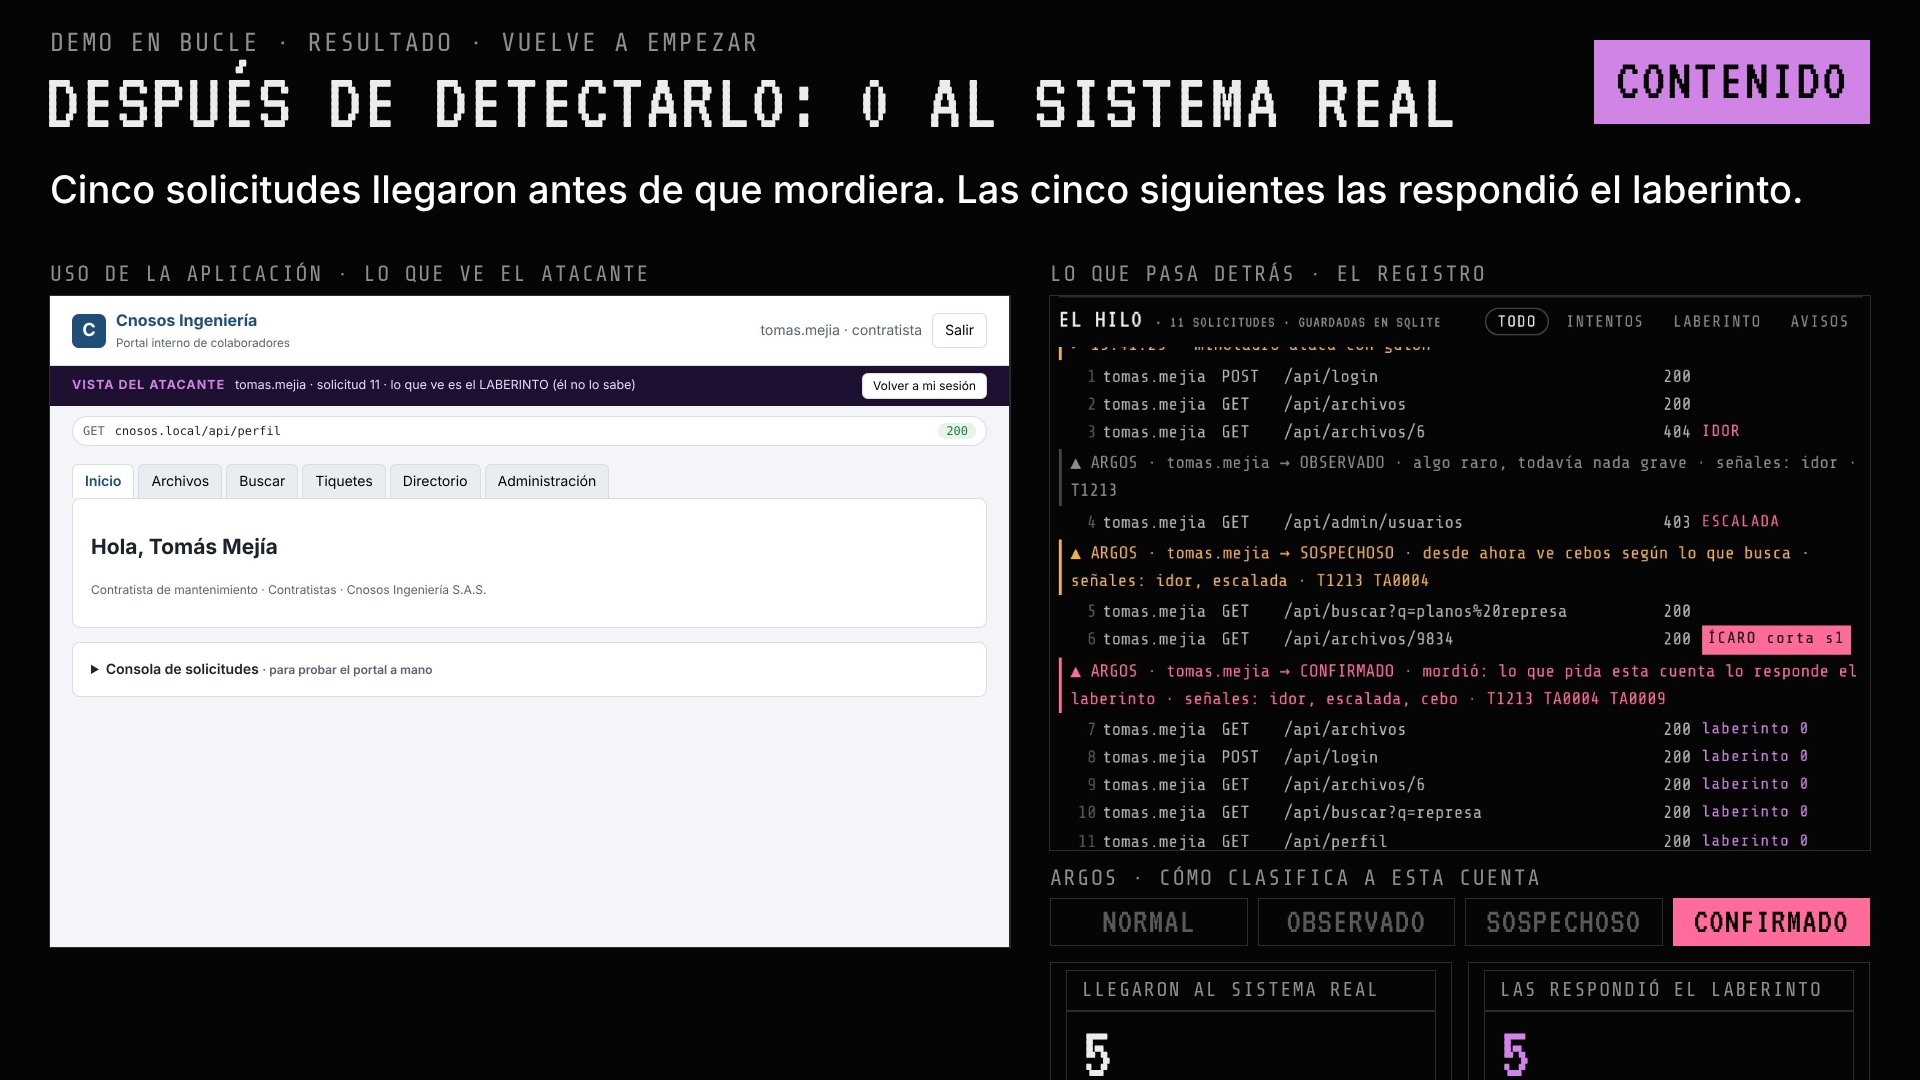 DEMO EN BUCLE · RESULTADO · VUELVE A EMPEZAR
DESPUÉS DE DETECTARLO: 0 AL SISTEMA REAL
CONTENIDO
Cinco solicitudes llegaron antes de que mordiera. Las cinco siguientes las respondió el laberinto.
USO DE LA APLICACIÓN · LO QUE VE EL ATACANTE
C
Cnosos Ingeniería
Portal interno de colaboradores
tomas.mejia · contratista
Salir
VISTA DEL ATACANTE tomas.mejia · solicitud 11 · lo que ve es el LABERINTO (él no lo sabe)
Volver a mi sesión
GET cnosos.local/api/perfil 200
Inicio Archivos Buscar Tiquetes Directorio Administración
Hola, Tomás Mejía
Contratista de mantenimiento · Contratistas · Cnosos Ingeniería S.A.S.
▶ Consola de solicitudes · para probar el portal a mano
LO QUE PASA DETRÁS · EL REGISTRO
EL HILO · 11 SOLICITUDES · GUARDADAS EN SQLITE TODO INTENTOS LABERINTO AVISOS
1 tomas.mejia POST /api/login 200
2 tomas.mejia GET /api/archivos 200
3 tomas.mejia GET /api/archivos/6 404 IDOR
▲ ARGOS · tomas.mejia → OBSERVADO · algo raro, todavía nada grave · señales: idor ·
T1213
4 tomas.mejia GET /api/admin/usuarios 403 ESCALADA
▲ ARGOS · tomas.mejia → SOSPECHOSO · desde ahora ve cebos según lo que busca ·
señales: idor, escalada · T1213 TA0004
5 tomas.mejia GET /api/buscar?q=planos%20represa 200
6 tomas.mejia GET /api/archivos/9834 200 ÍCARO corta s1
▲ ARGOS · tomas.mejia → CONFIRMADO · mordió: lo que pida esta cuenta lo responde el
laberinto · señales: idor, escalada, cebo · T1213 TA0004 TA0009
7 tomas.mejia GET /api/archivos 200 laberinto 0
8 tomas.mejia POST /api/login 200 laberinto 0
9 tomas.mejia GET /api/archivos/6 200 laberinto 0
10 tomas.mejia GET /api/buscar?q=represa 200 laberinto 0
11 tomas.mejia GET /api/perfil 200 laberinto 0
ARGOS · CÓMO CLASIFICA A ESTA CUENTA
NORMAL OBSERVADO SOSPECHOSO CONFIRMADO
LLEGARON AL SISTEMA REAL
5
LAS RESPONDIÓ EL LABERINTO
5